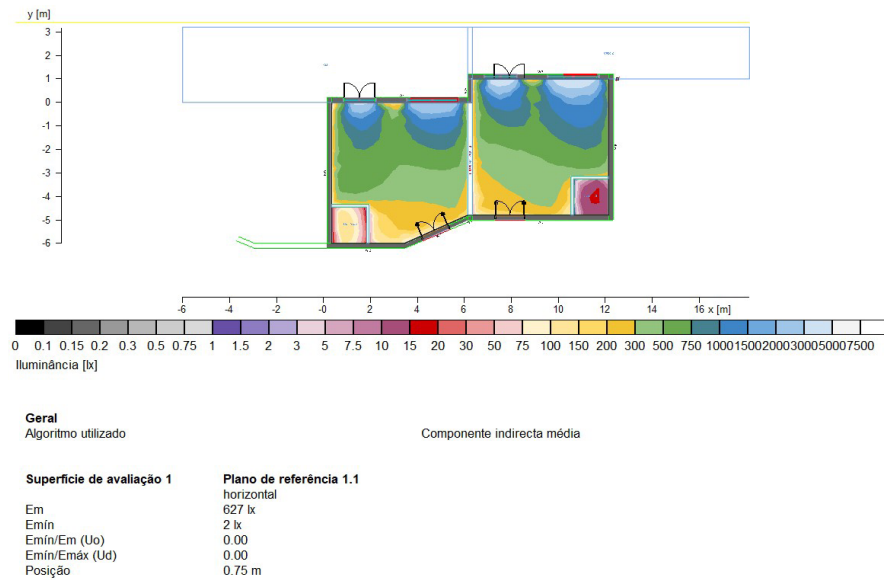 y [m]
3
2
1
0
-1
-2
-3
-4
-5
-6
-6 -4 -2 -0 2 4 6 8 10 12 14 16 x [m]
0 0.1 0.15 0.2 0.3 0.5 0.75 1 1.5 2 3 5 7.5 10 15 20 30 50 75 100 150 200 300 500 750 1000 1500 2000 3000 5000 7500
Iluminância [lx]
Geral
Algoritmo utilizado Componente indirecta média
Superfície de avaliação 1 Plano de referência 1.1
horizontal
Em 627 lx
Emín 2 lx
Emín/Em (Uo) 0.00
Emín/Emáx (Ud) 0.00
Posição 0.75 m